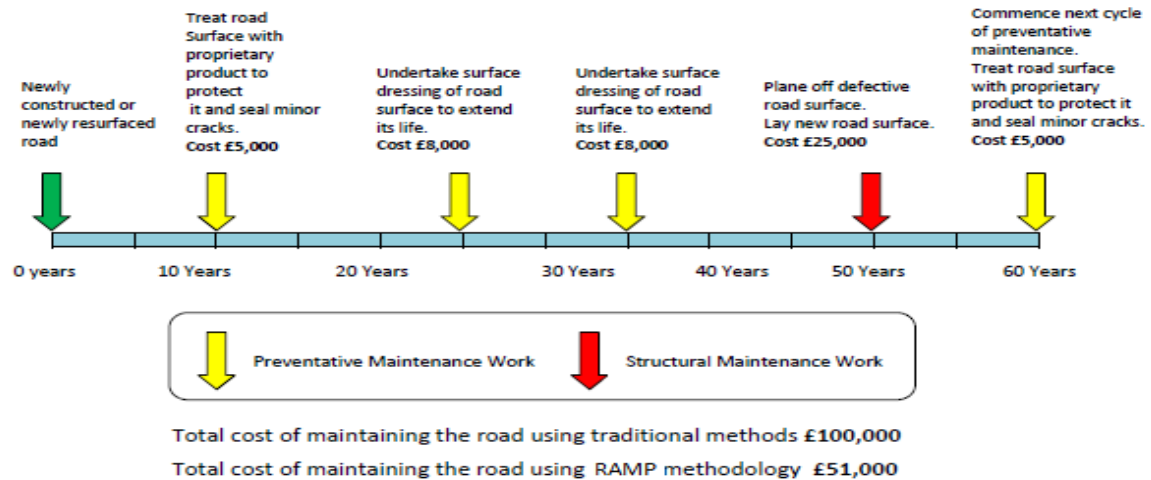 Newly
constructed or
newly resurfaced
road
Treat road
Surface with
proprietary
product to
protect
it and seal minor
cracks.
Cost £5,000
Undertake surface
dressing of road
surface to extend
its life.
Cost £8,000
Undertake surface
dressing of road
surface to extend
its life.
Cost £8,000
Plane off defective
road surface.
Lay new road surface.
Cost £25,000
Commence next cycle
of preventative
maintenance.
Treat road surface
with proprietary
product to protect it
and seal minor cracks.
Cost £5,000
0 years
10 Years
20 Years
30 Years
40 Years
50 Years
60 Years
Preventative Maintenance Work
Structural Maintenance Work
Total cost of maintaining the road using traditional methods £100,000
Total cost of maintaining the road using RAMP methodology £51,000